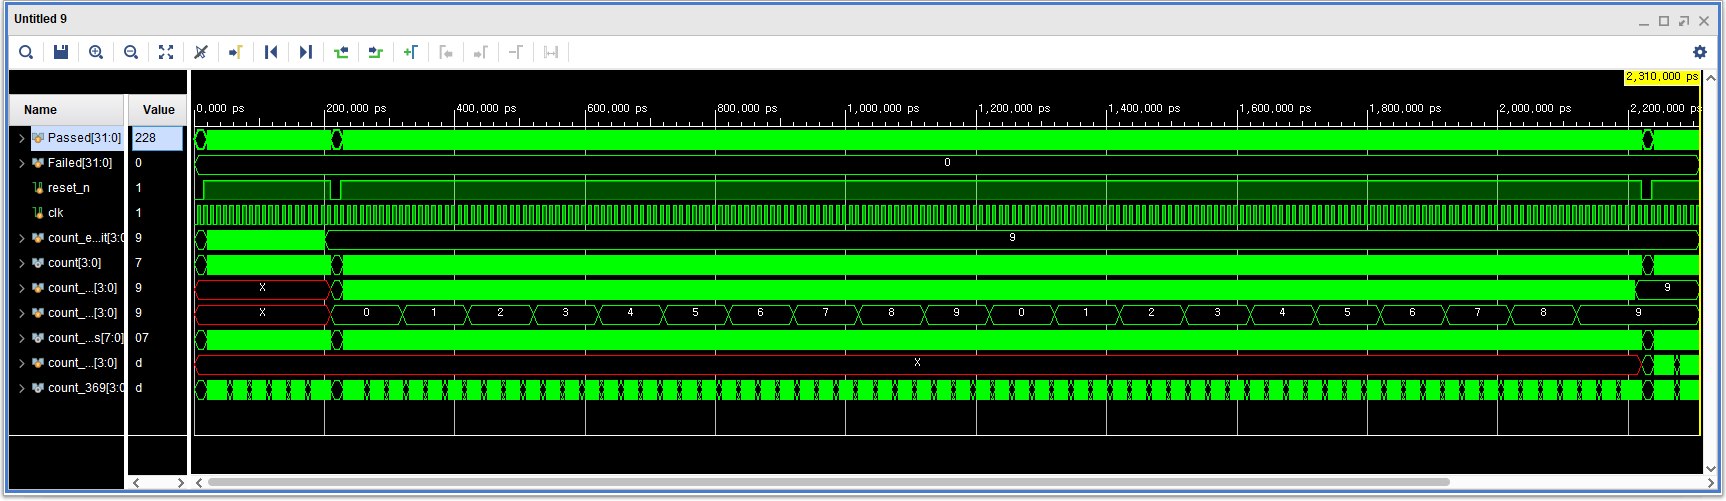 Untitled 9
2,310,000 ps
Name Value
0,000 ps 200,000 ps 400,000 ps 600,000 ps 800,000 ps 1,000,000 ps 1,200,000 ps 1,400,000 ps 1,600,000 ps 1,800,000 ps 2,000,000 ps 2,200,000 ps
Passed[31:0] 228
Failed[31:0] 0 0
reset_n 1
clk 1
count_e...it[3:0 9 9
count[3:0] 7
count_...[3:0] 9 X 9
count_...[3:0] 9 X 0 1 2 3 4 5 6 7 8 9 0 1 2 3 4 5 6 7 8 9
count_...s[7:0] 07
count_...[3:0] d X
count_369[3:0 d